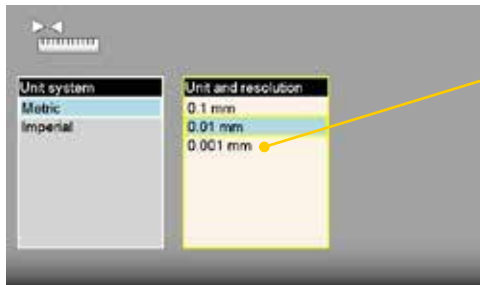 Unit system
Metric
Imperial
Unit and resolution
0.1 mm
0.01 mm
0.001 mm